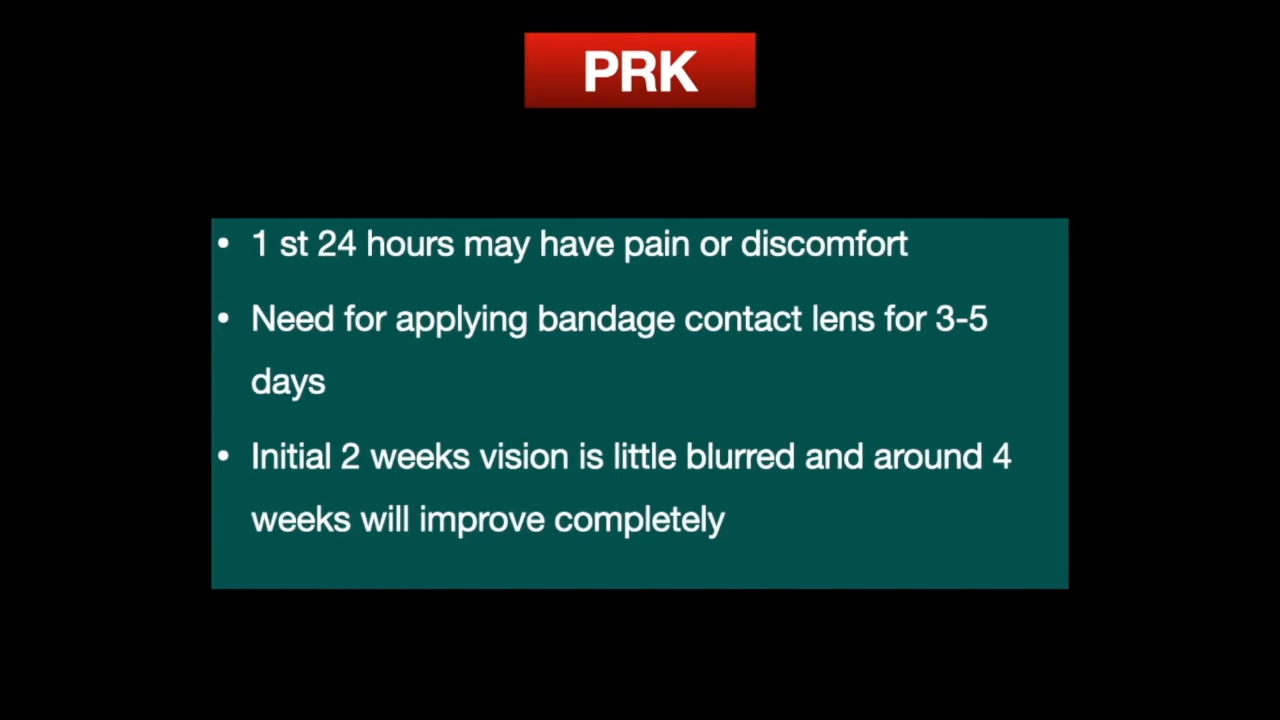 PRK
• 1 st 24 hours may have pain or discomfort
• Need for applying bandage contact lens for 3-5
days
• Initial 2 weeks vision is little blurred and around 4
weeks will improve completely